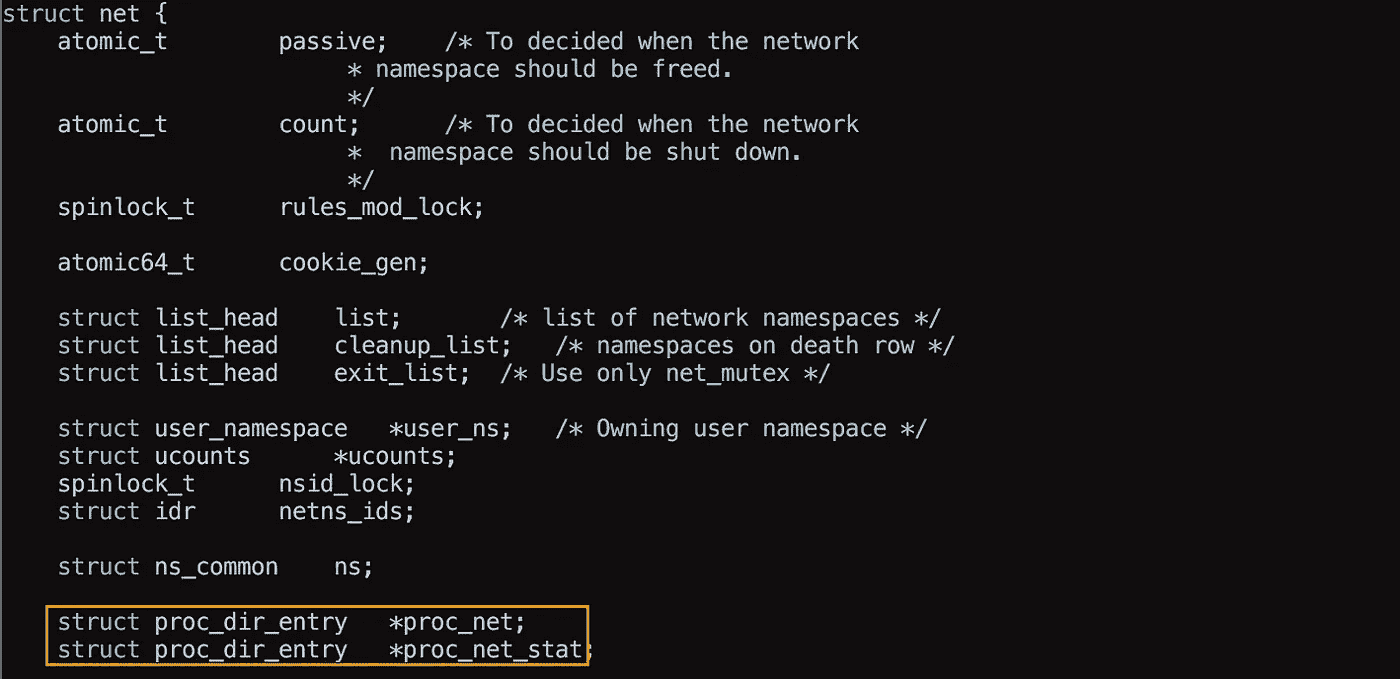 struct net {
    atomic_t        passive;    /* To decided when the network
                     * namespace should be freed.
                     */
    atomic_t        count;      /* To decided when the network
                     *  namespace should be shut down.
                     */
    spinlock_t      rules_mod_lock;

    atomic64_t      cookie_gen;

    struct list_head    list;       /* list of network namespaces */
    struct list_head    cleanup_list;   /* namespaces on death row */
    struct list_head    exit_list;  /* Use only net_mutex */

    struct user_namespace   *user_ns;   /* Owning user namespace */
    struct ucounts      *ucounts;
    spinlock_t      nsid_lock;
    struct idr      netns_ids;

    struct ns_common    ns;

    struct proc_dir_entry   *proc_net;
    struct proc_dir_entry   *proc_net_stat;